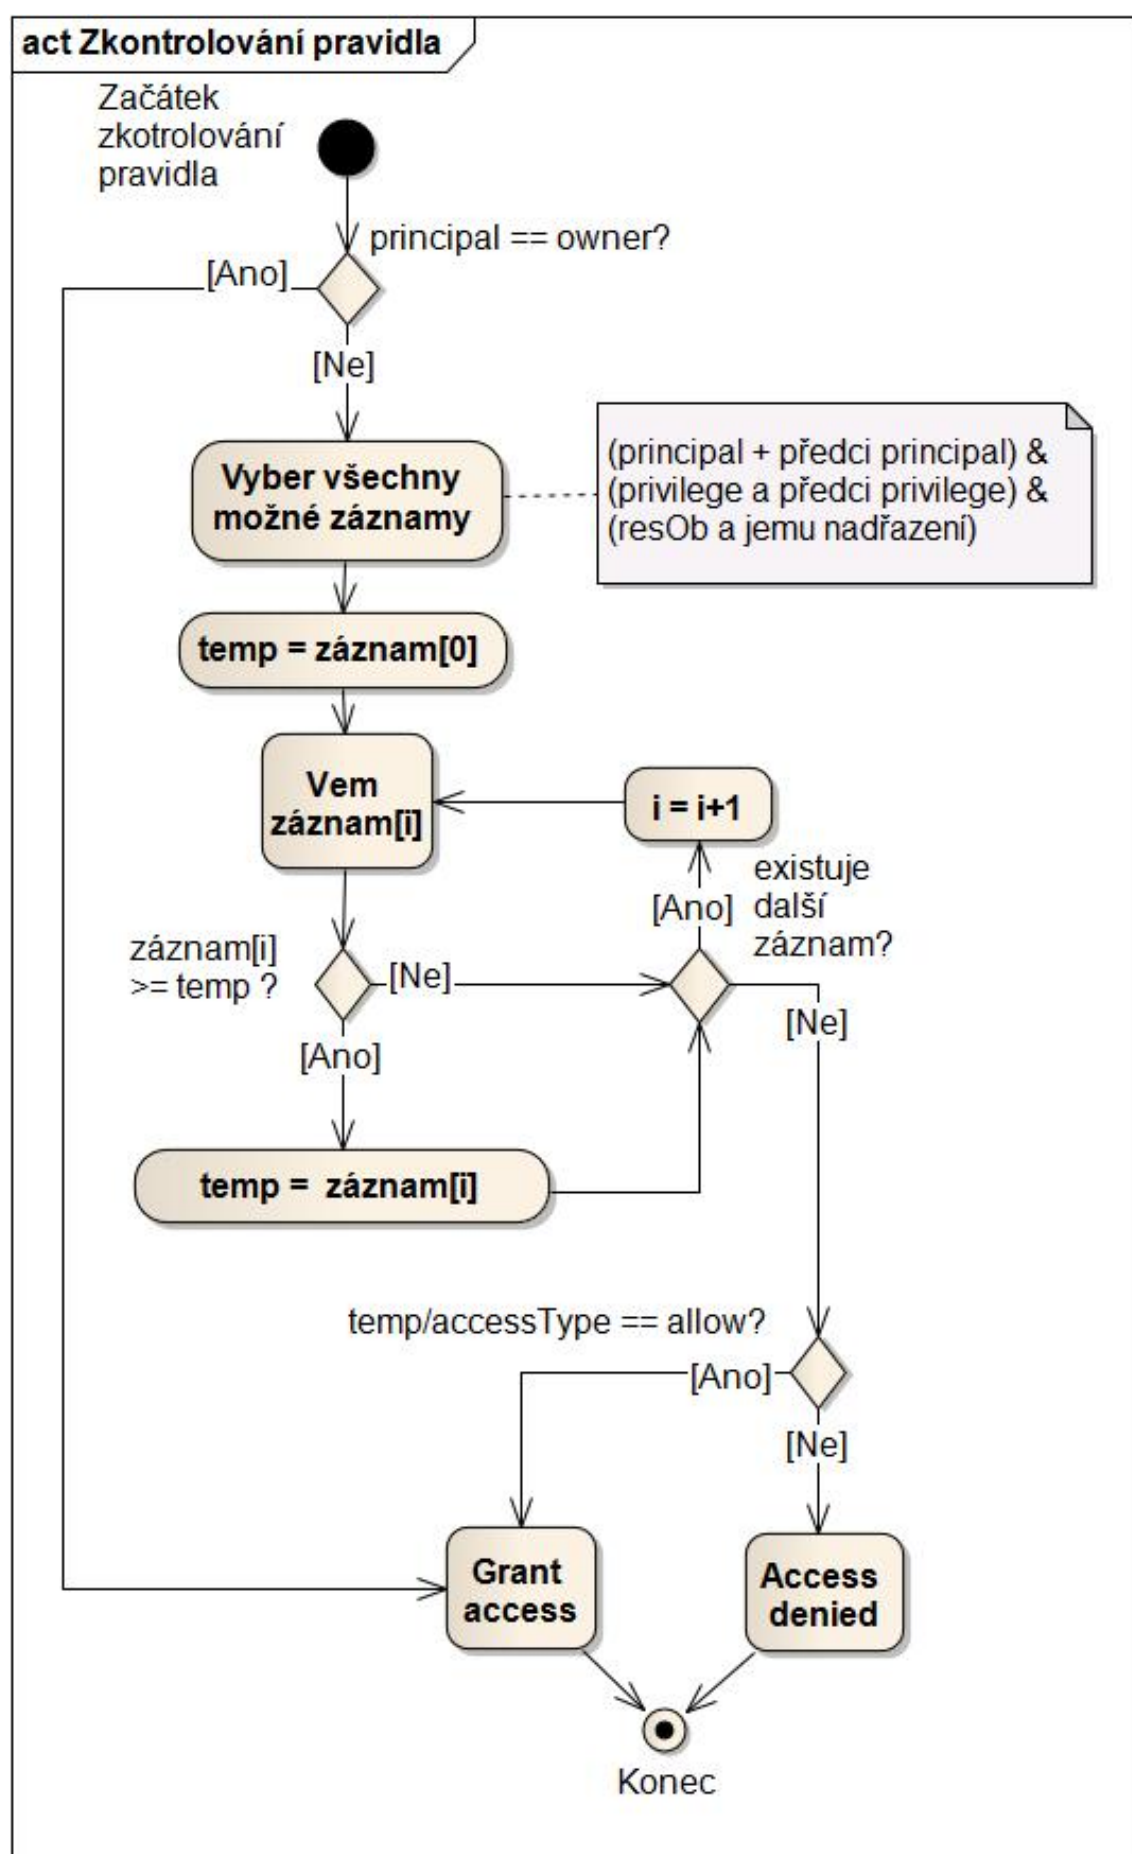 act Zkontrolování pravidla
Začátek
zkotrolování
pravidla
principal == owner?
[Ano]
[Ne]
Vyber všechny
možné záznamy
(principal + předci principal) &
(privilege a předci privilege) &
(resOb a jemu nadřazení)
temp = záznam[0]
Vem
záznam[i]
i = i+1
existuje
další
záznam?
[Ano]
záznam[i]
>= temp ?
[Ne]
[Ne]
[Ano]
temp = záznam[i]
temp/accessType == allow?
[Ano]
[Ne]
Grant
access
Access
denied
Konec